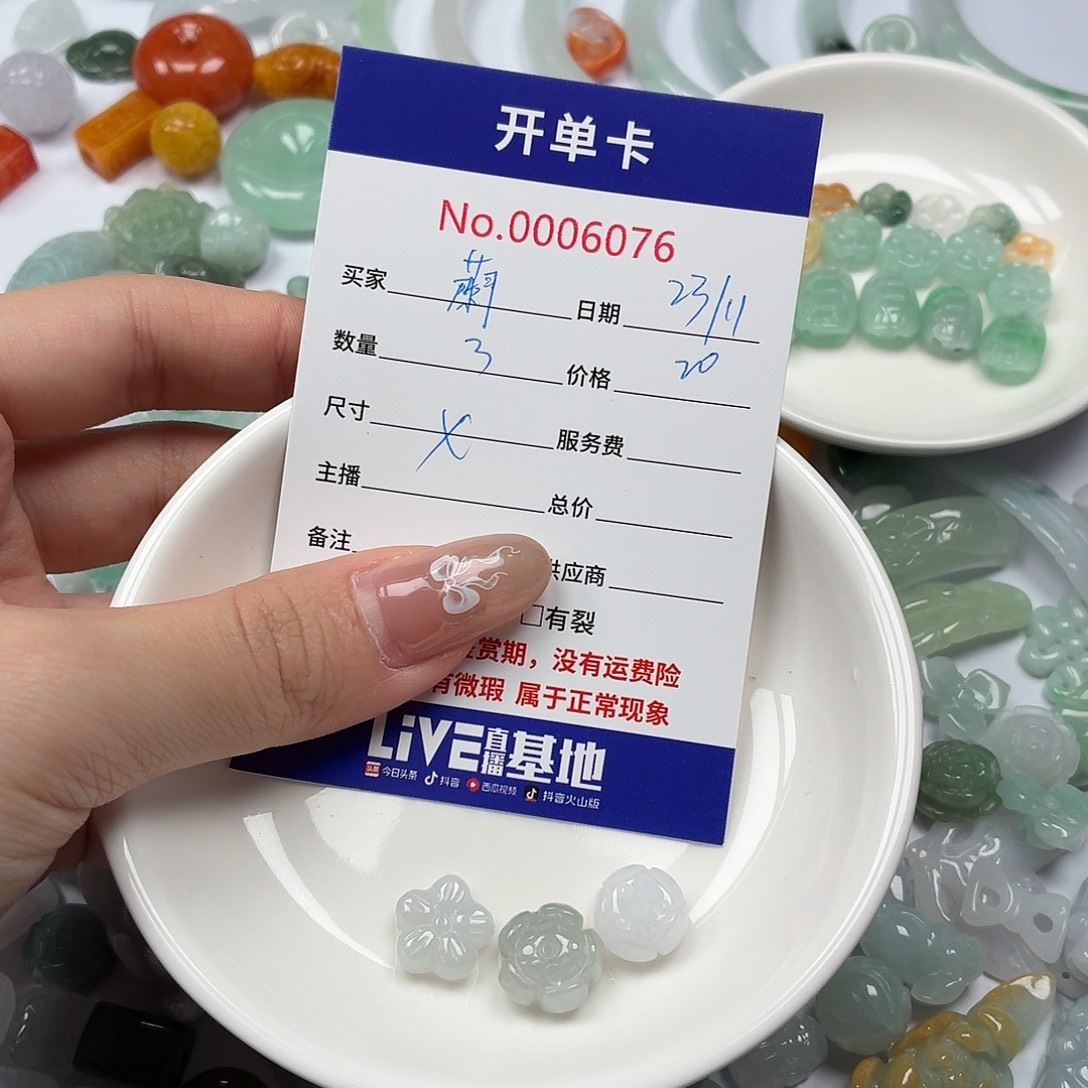 开单卡
No.0006076
买家 蕭 日期 23/11
数量 3 价格 20
尺寸 X 服务费
主播 总价
备注 供应商
□有裂
赏期，没有运费险
有微瑕 属于正常现象
LiVE直播基地
头条 今日头条 抖音 西瓜视频 抖音火山版